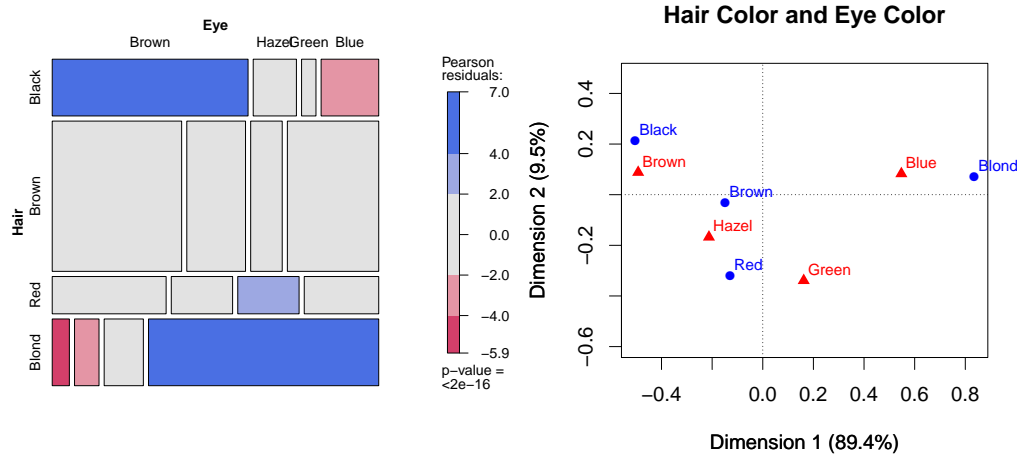 Eye
Brown
Hazel
Green
Blue
Hair
Black
Brown
Red
Blond
Pearson
residuals:
7.0
4.0
2.0
0.0
−2.0
−4.0
−5.9
p−value =
<2e−16
Hair Color and Eye Color
Dimension 2 (9.5%)
0.4
0.2
−0.2
−0.6
Black
Brown
Blue
Blond
Brown
Hazel
Red
Green
−0.4
0.0
0.2
0.4
0.6
0.8
Dimension 1 (89.4%)